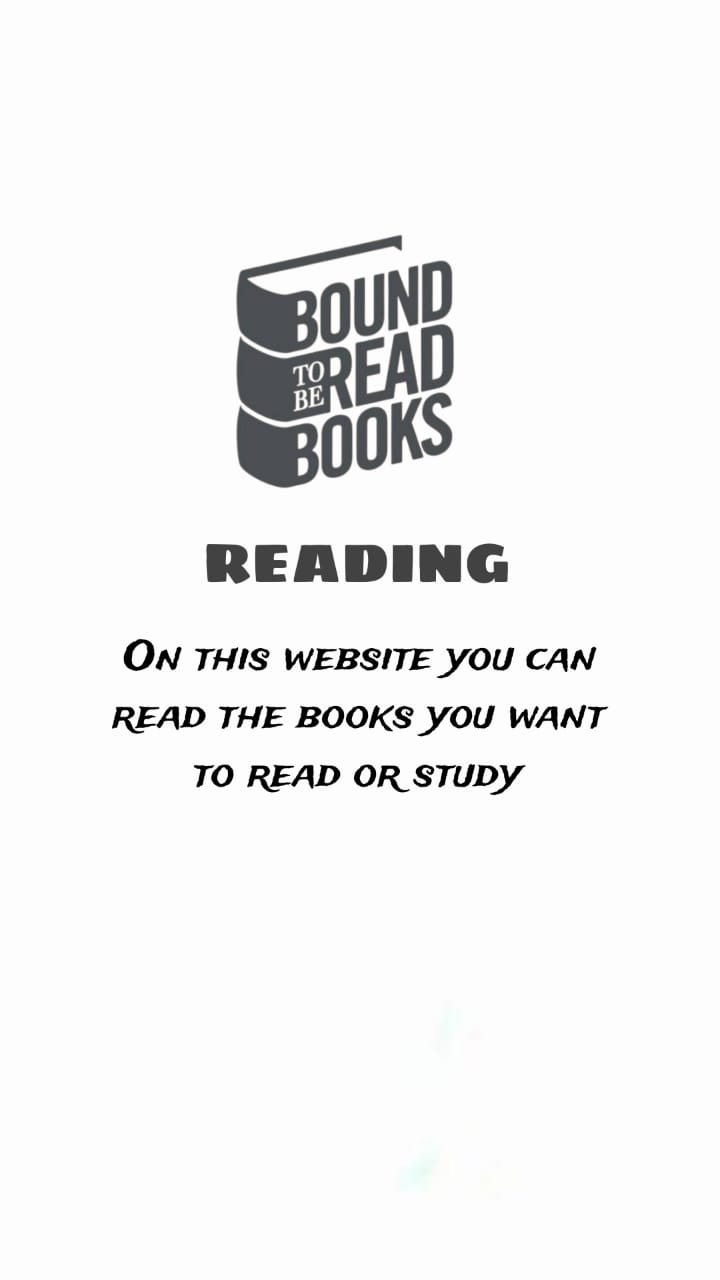 BOUND
TO BE READ
BOOKS
READING
On this website you can
read the books you want
to read or study